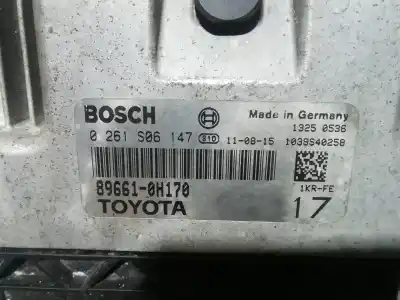 BOSCH Made in Germany
1325 0536
0 261 S06 147 S10 11-08-15 1039S40258
89661-0H170 1KR-FE
TOYOTA 17